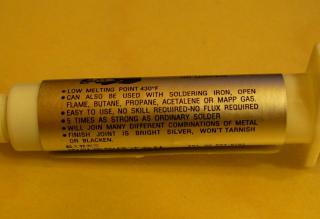 • LOW MELTING POINT 430°F
• CAN ALSO BE USED WITH SOLDERING IRON, OPEN
FLAME, BUTANE, PROPANE, ACETALENE OR MAPP GAS.
• EASY TO USE, NO SKILL REQUIRED-NO FLUX REQUIRED
• 5 TIMES AS STRONG AS ORDINARY SOLDER
• WILL JOIN MANY DIFFERENT COMBINATIONS OF METAL
• FINISH JOINT IS BRIGHT SILVER, WON'T TARNISH
OR BLACKEN.